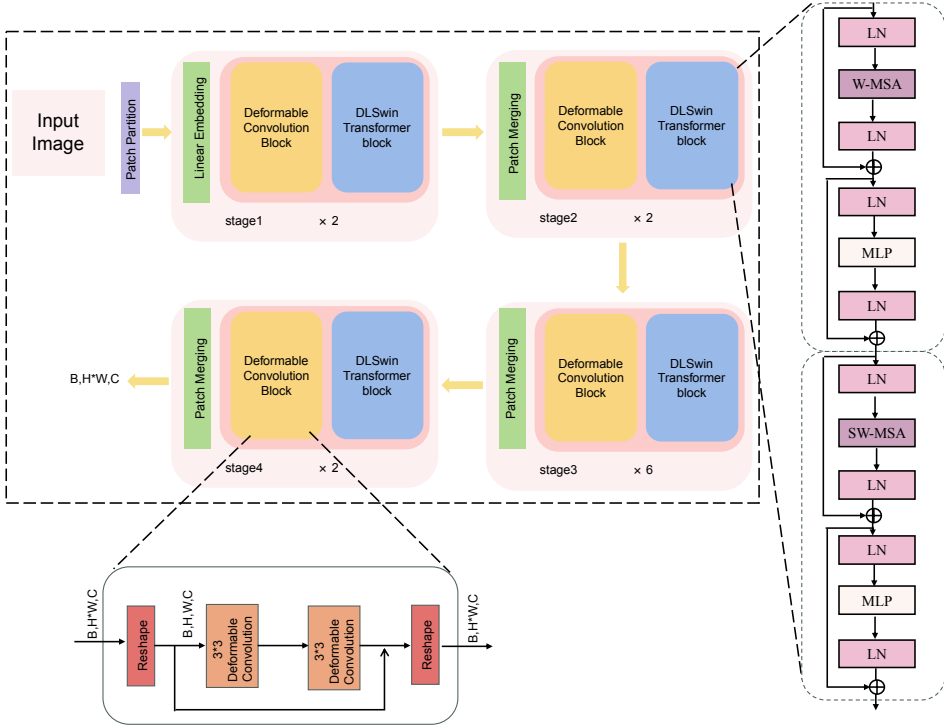 Input
Image
Patch Partition
Linear Embedding
Deformable
Convolution
Block
DLSwin
Transformer
block
stage1
× 2
Patch Merging
Deformable
Convolution
Block
DLSwin
Transformer
block
stage2
× 2
B,H*W,C
Patch Merging
Deformable
Convolution
Block
DLSwin
Transformer
block
stage4
× 2
Patch Merging
Deformable
Convolution
Block
DLSwin
Transformer
block
stage3
× 6
B,H*W,C
Reshape
B,H,W,C
3*3
Deformable
Convolution
3*3
Deformable
Convolution
Reshape
B,H*W,C
LN
W-MSA
LN
LN
MLP
LN
LN
SW-MSA
LN
LN
MLP
LN